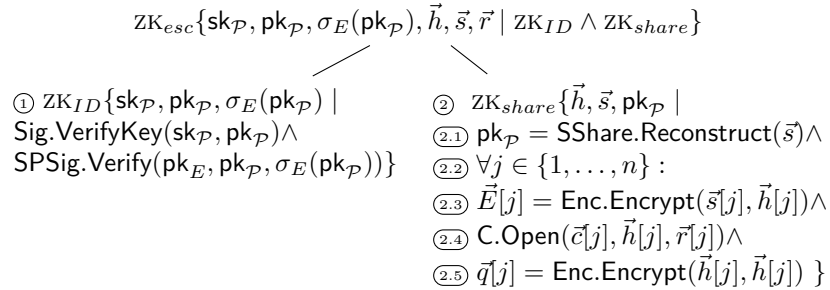 ZK_esc{sk_P, pk_P, σ_E(pk_P), h⃗, s⃗, r⃗ | ZK_ID ∧ ZK_share}
① ZK_ID{sk_P, pk_P, σ_E(pk_P) |
Sig.VerifyKey(sk_P, pk_P)∧
SPSig.Verify(pk_E, pk_P, σ_E(pk_P))}
② ZK_share{h⃗, s⃗, pk_P |
2.1 pk_P = SShare.Reconstruct(s⃗)∧
2.2 ∀j ∈ {1, . . . , n} :
2.3 E⃗[j] = Enc.Encrypt(s⃗[j], h⃗[j])∧
2.4 C.Open(c⃗[j], h⃗[j], r⃗[j])∧
2.5 q⃗[j] = Enc.Encrypt(h⃗[j], h⃗[j]) }